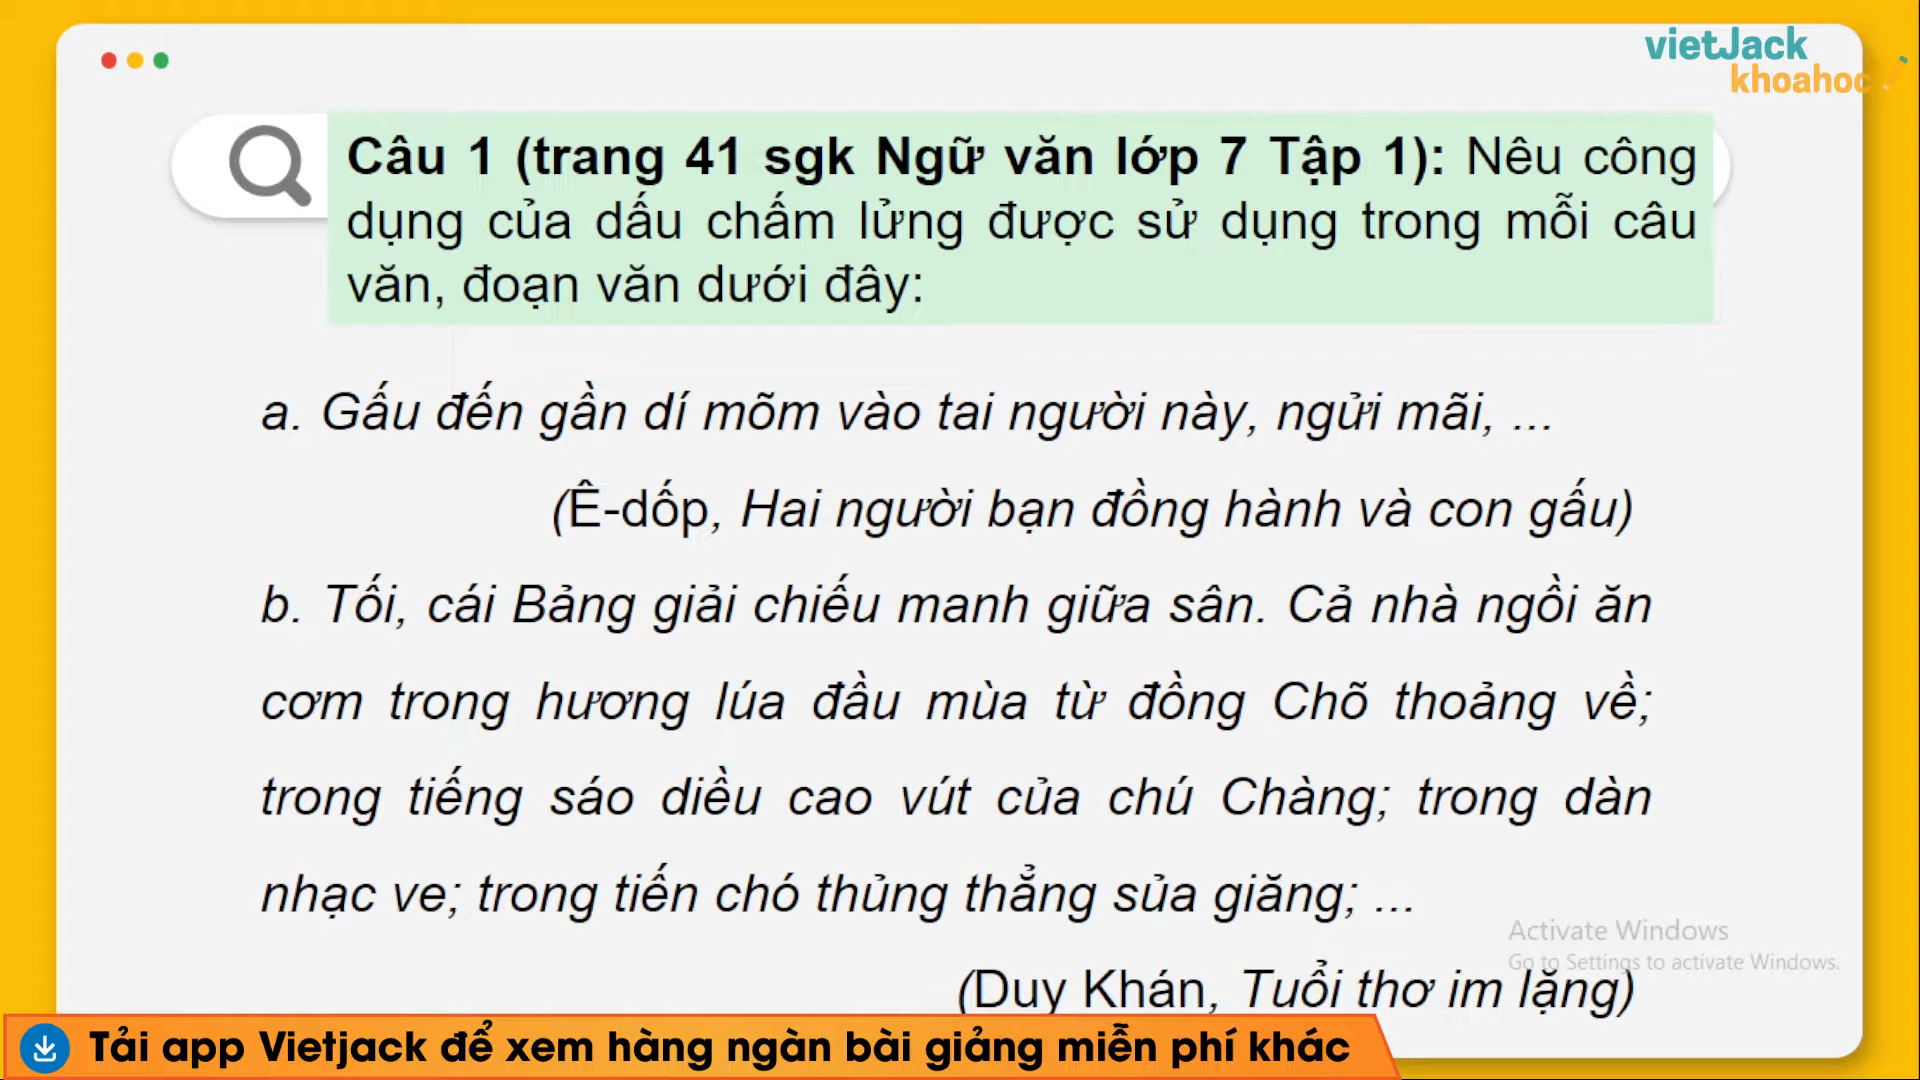 vietJack
khoahoc
Câu 1 (trang 41 sgk Ngữ văn lớp 7 Tập 1): Nêu công
dụng của dấu chấm lửng được sử dụng trong mỗi câu
văn, đoạn văn dưới đây:
a. Gấu đến gần dí mõm vào tai người này, ngửi mãi, ...
(Ê-dốp, Hai người bạn đồng hành và con gấu)
b. Tối, cái Bảng giải chiếu manh giữa sân. Cả nhà ngồi ăn
cơm trong hương lúa đầu mùa từ đồng Chõ thoảng về;
trong tiếng sáo diều cao vút của chú Chàng; trong dàn
nhạc ve; trong tiến chó thủng thẳng sủa giăng; ...
Activate Windows
Go to Settings to activate Windows.
(Duy Khán, Tuổi thơ im lặng)
Tải app Vietjack để xem hàng ngàn bài giảng miễn phí khác